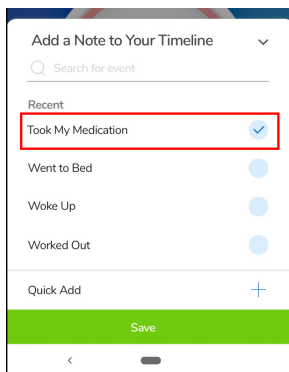 Add a Note to Your Timeline
Search for event
Recent
Took My Medication
Went to Bed
Woke Up
Worked Out
Quick Add
Save